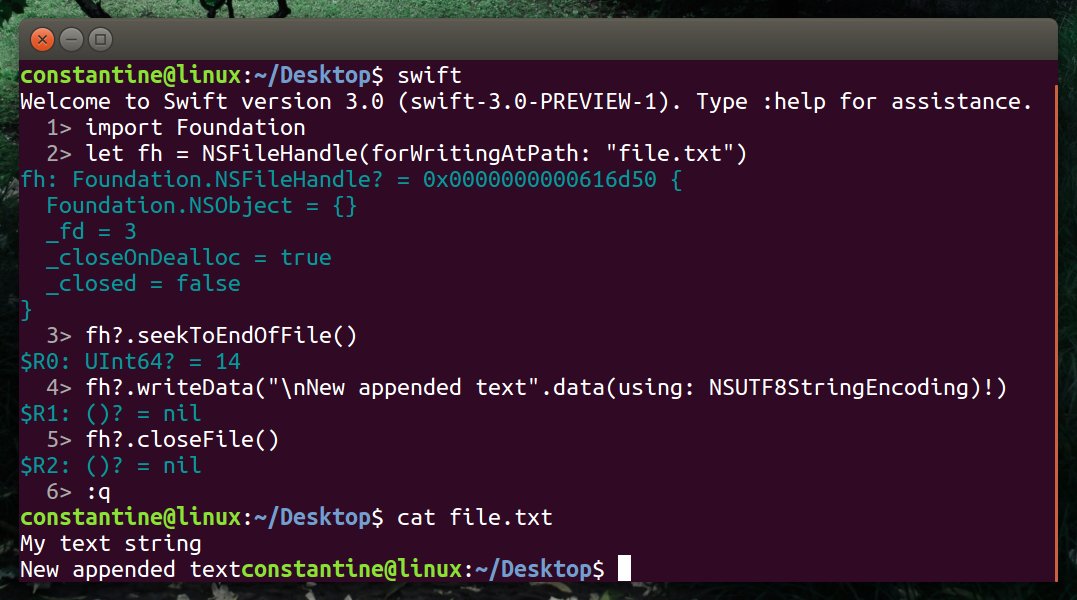 constantine@linux:~/Desktop$ swift
Welcome to Swift version 3.0 (swift-3.0-PREVIEW-1). Type :help for assistance.
  1> import Foundation
  2> let fh = NSFileHandle(forWritingAtPath: "file.txt")
fh: Foundation.NSFileHandle? = 0x0000000000616d50 {
  Foundation.NSObject = {}
  _fd = 3
  _closeOnDealloc = true
  _closed = false
}
  3> fh?.seekToEndOfFile()
$R0: UInt64? = 14
  4> fh?.writeData("\nNew appended text".data(using: NSUTF8StringEncoding)!)
$R1: ()? = nil
  5> fh?.closeFile()
$R2: ()? = nil
  6> :q
constantine@linux:~/Desktop$ cat file.txt
My text string
New appended textconstantine@linux:~/Desktop$